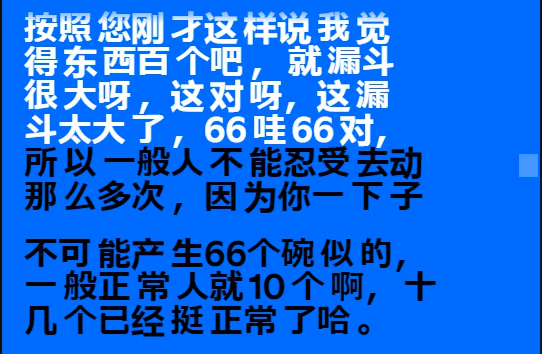 按照您刚才这样说我觉
得东西百个吧，就漏斗
很大呀，这对呀，这漏
斗太大了，66哇66对，
所以一般人不能忍受去动
那么多次，因为你一下子
不可能产生66个碗似的，
一般正常人就10个啊，十
几个已经挺正常了哈。